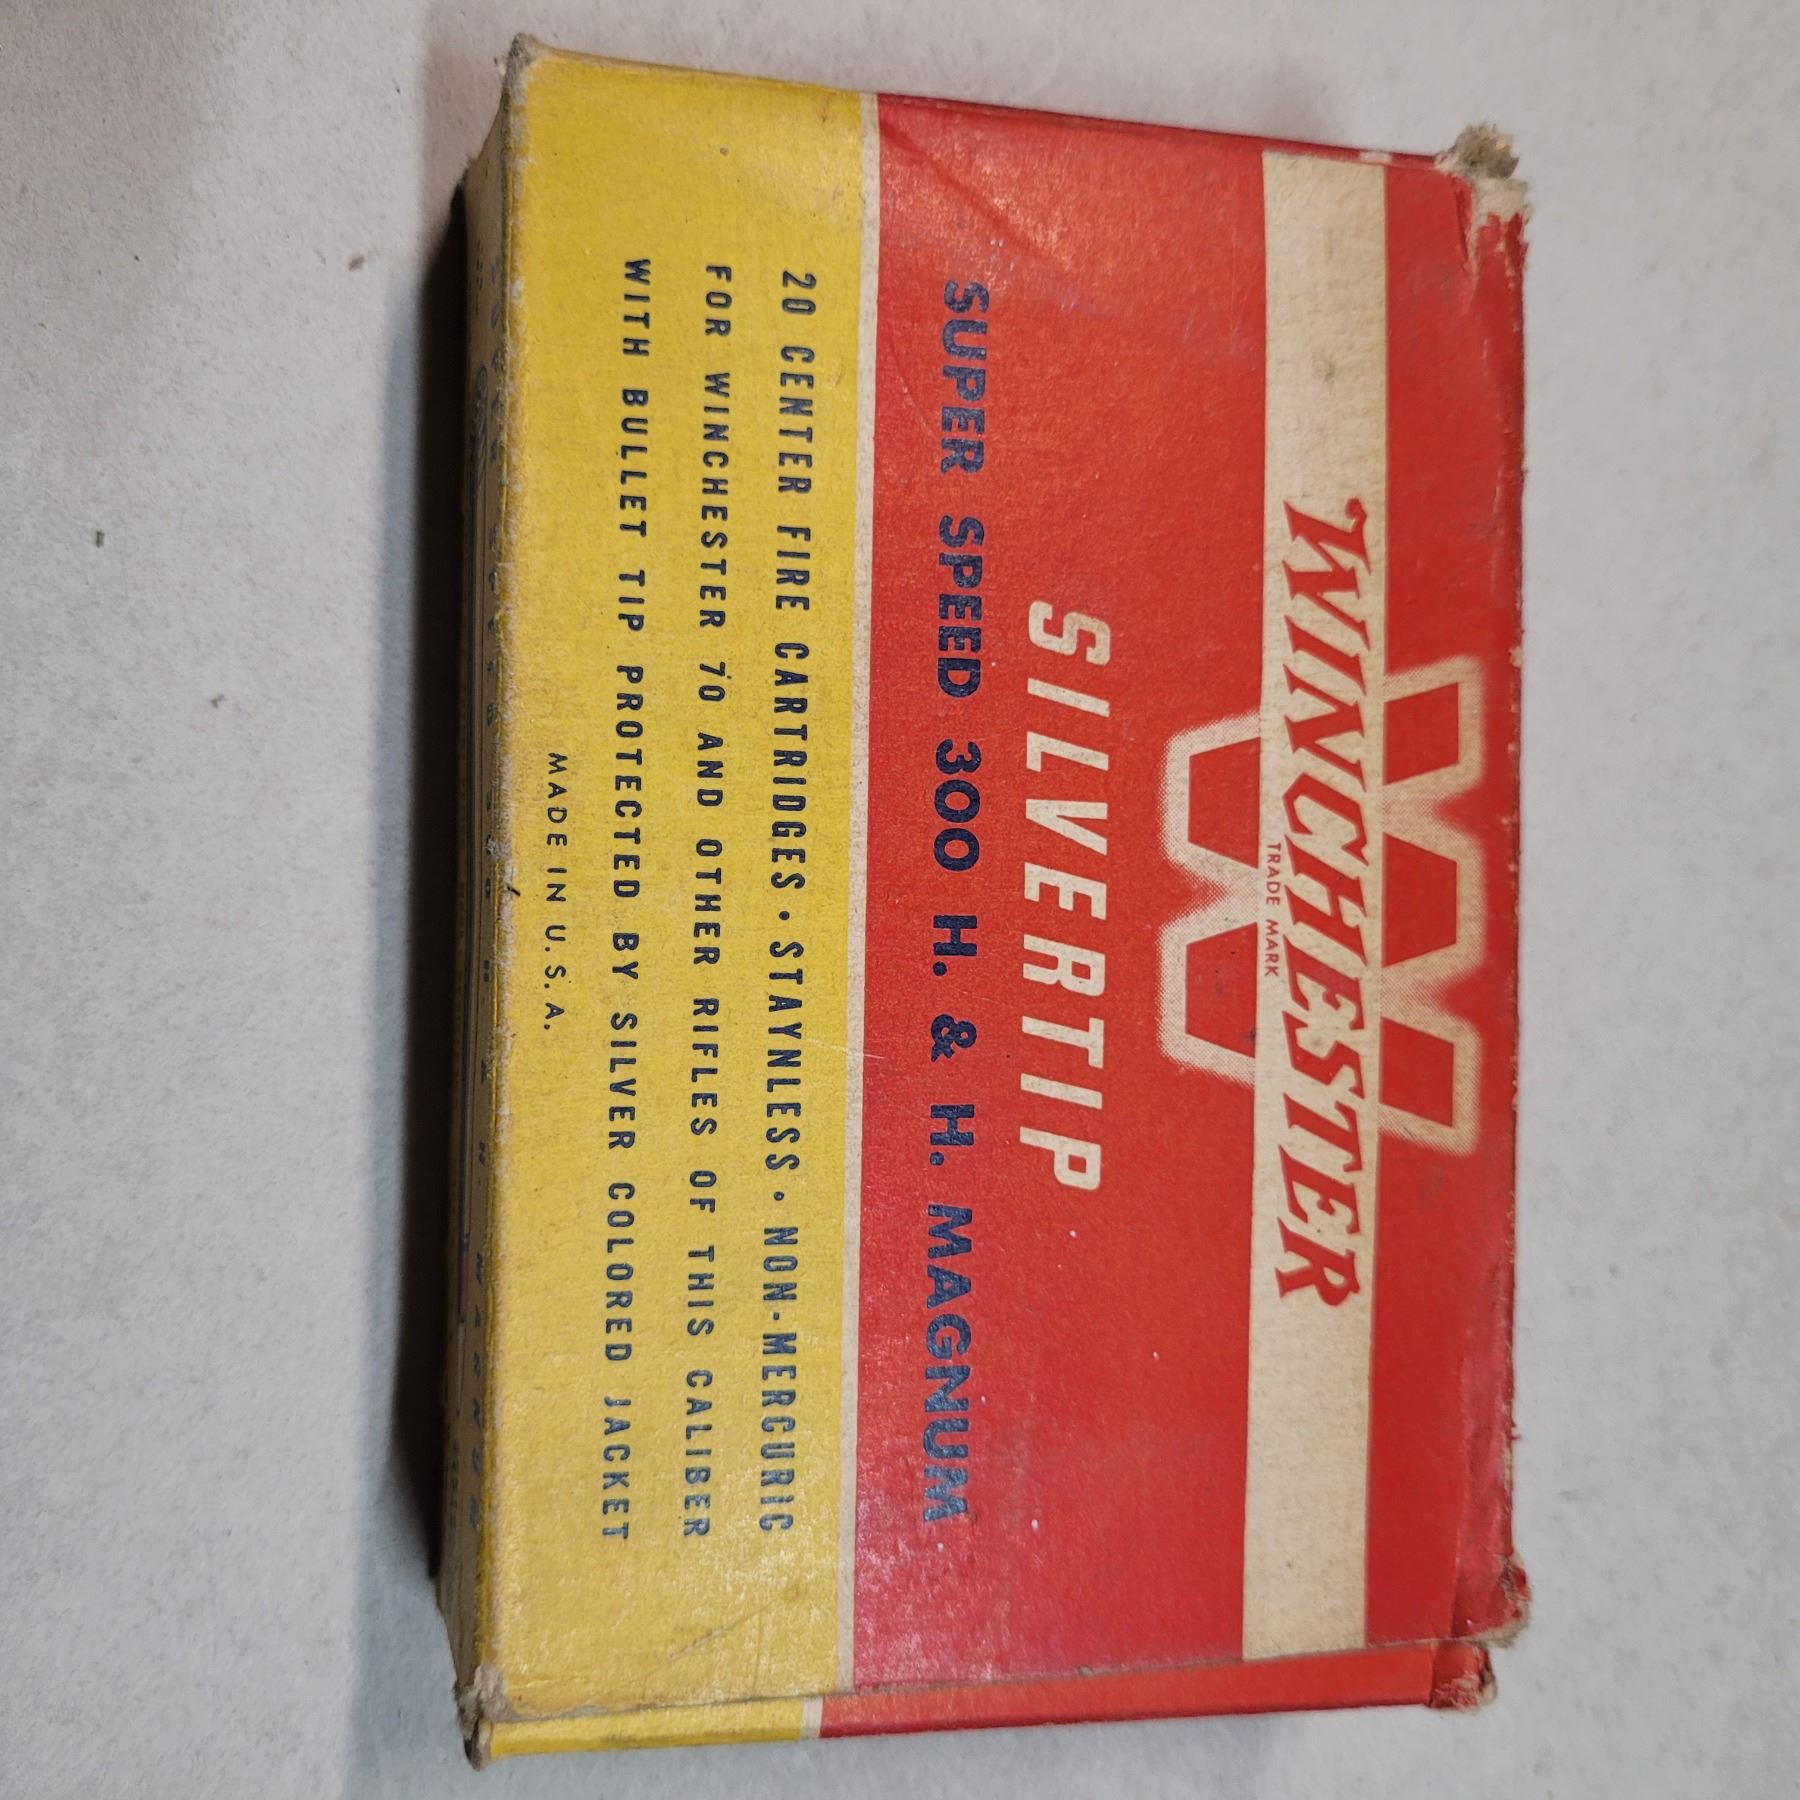 WINCHESTER
TRADE MARK
SILVERTIP
SUPER SPEED 300 H. & H. MAGNUM
20 CENTER FIRE CARTRIDGES • STAYNLESS • NON-MERCURIC
FOR WINCHESTER 70 AND OTHER RIFLES OF THIS CALIBER
WITH BULLET TIP PROTECTED BY SILVER COLORED JACKET
MADE IN U.S.A.